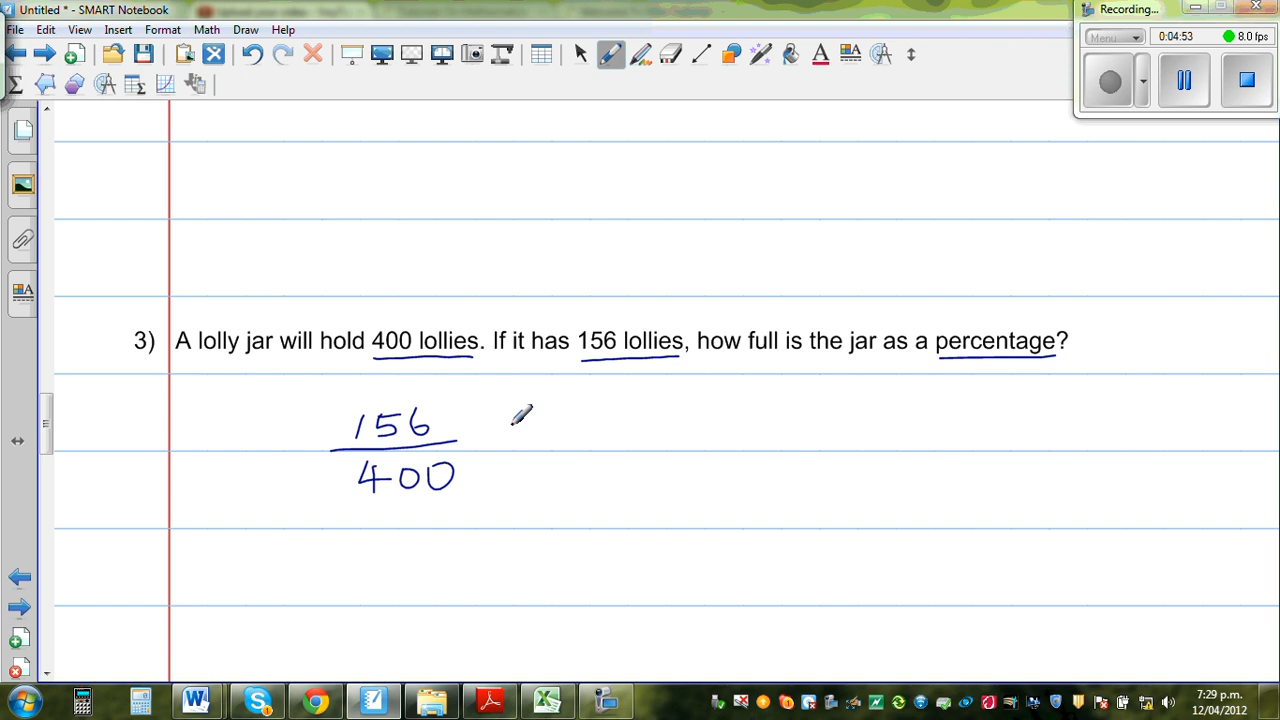 Untitled * - SMART Notebook
Recording...
File Edit View Insert Format Math Draw Help
Menu 0:04:53 8.0 fps
3) A lolly jar will hold 400 lollies. If it has 156 lollies, how full is the jar as a percentage?
156
400
7:29 p.m.
12/04/2012